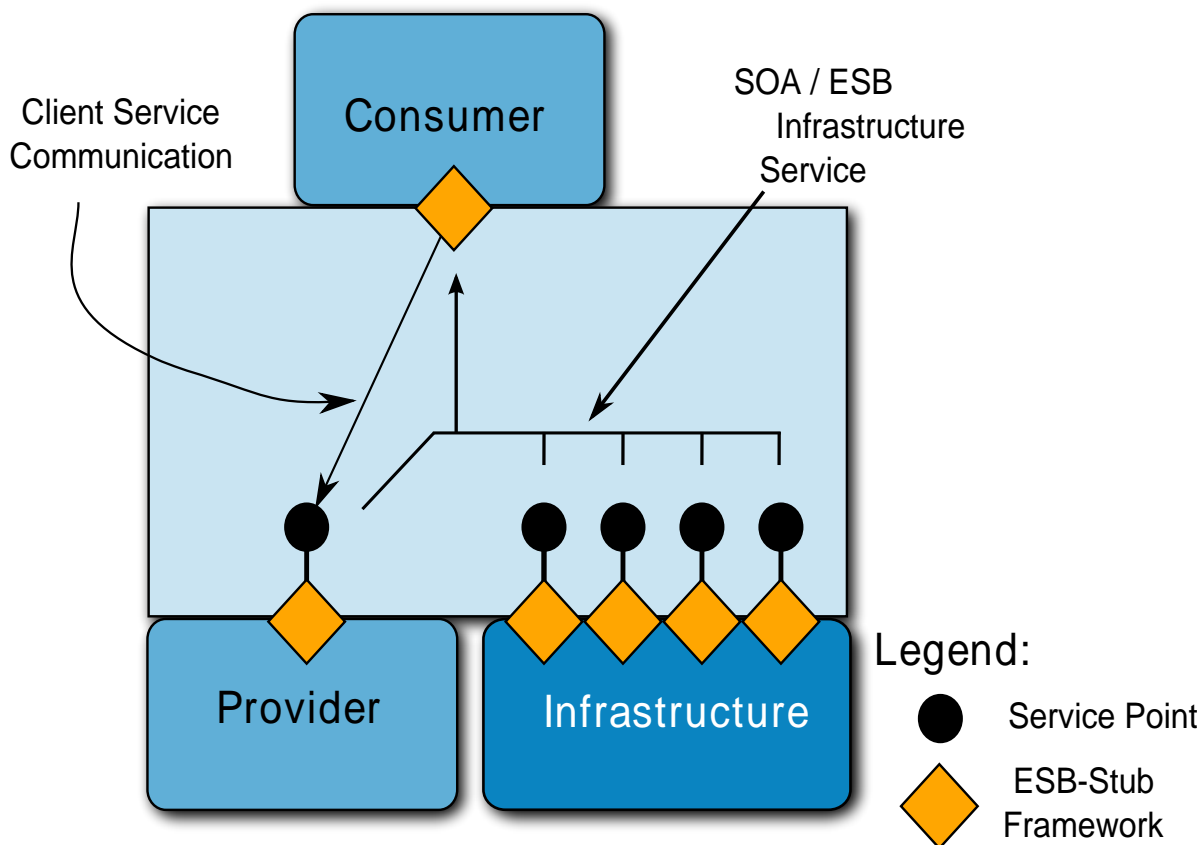 Client Service
Communication
Consumer
SOA / ESB
Infrastructure
Service
Provider
Infrastructure
Legend:
Service Point
ESB-Stub
Framework